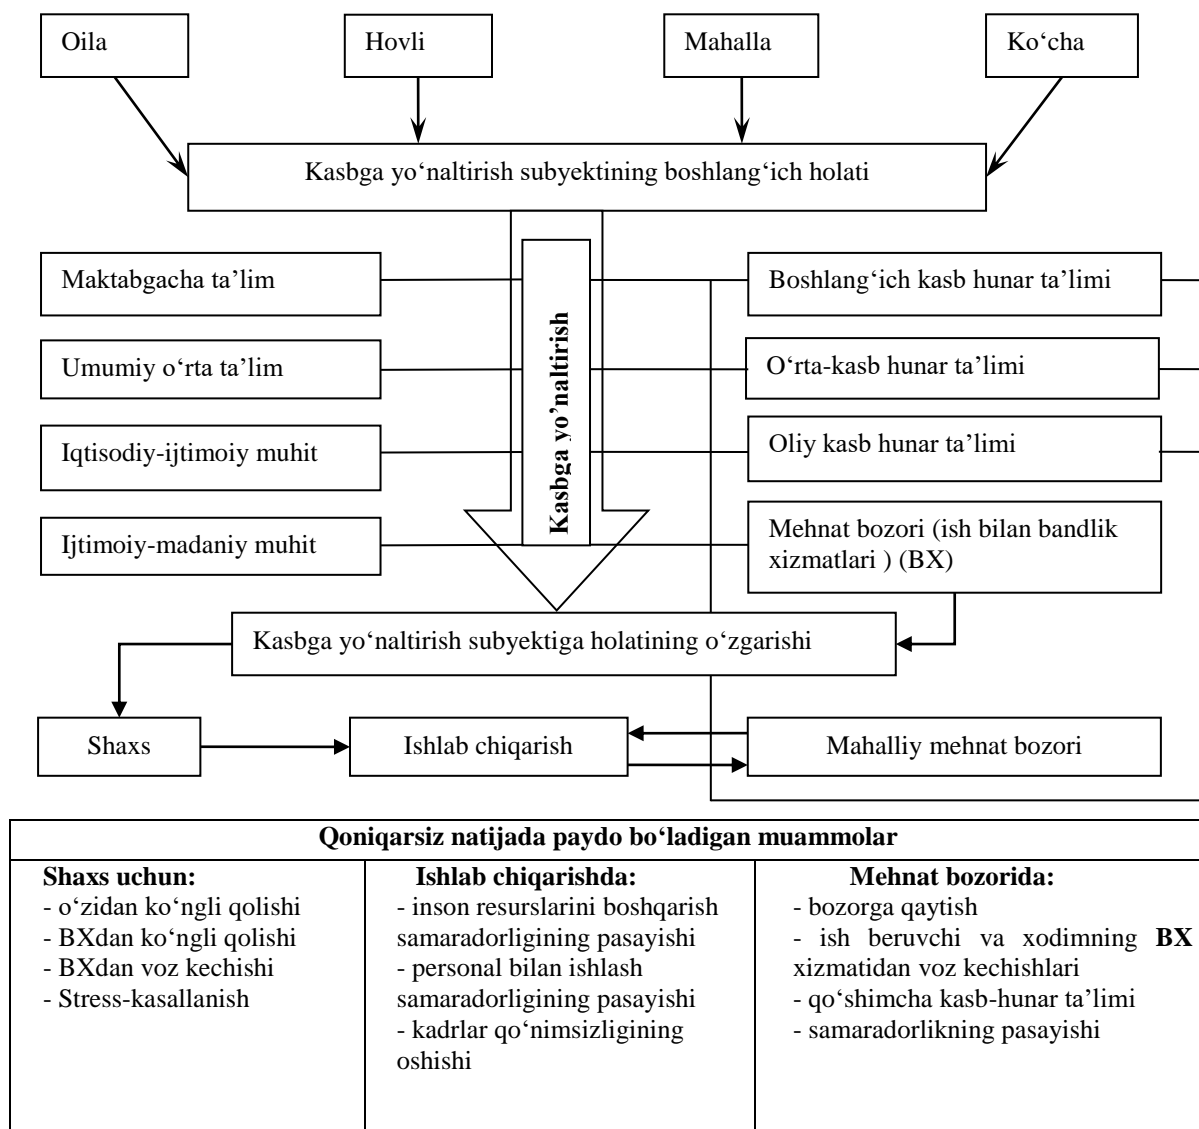 Oila
Hovli
Mahalla
Ko‘cha
Kasbga yo‘naltirish subyektining boshlang‘ich holati
Maktabgacha ta’lim
Umumiy o‘rta ta’lim
Iqtisodiy-ijtimoiy muhit
Ijtimoiy-madaniy muhit
Kasbga yo’naltirish
Boshlang‘ich kasb hunar ta’limi
O‘rta-kasb hunar ta’limi
Oliy kasb hunar ta’limi
Mehnat bozori (ish bilan bandlik
xizmatlari ) (BX)
Kasbga yo‘naltirish subyektiga holatining o‘zgarishi
Shaxs
Ishlab chiqarish
Mahalliy mehnat bozori
Qoniqarsiz natijada paydo bo‘ladigan muammolar
Shaxs uchun:
- o‘zidan ko‘ngli qolishi
- BXdan ko‘ngli qolishi
- BXdan voz kechishi
- Stress-kasallanish
Ishlab chiqarishda:
- inson resurslarini boshqarish
samaradorligining pasayishi
- personal bilan ishlash
samaradorligining pasayishi
- kadrlar qo‘nimsizligining
oshishi
Mehnat bozorida:
- bozorga qaytish
- ish beruvchi va xodimning BX
xizmatidan voz kechishlari
- qo‘shimcha kasb-hunar ta’limi
- samaradorlikning pasayishi